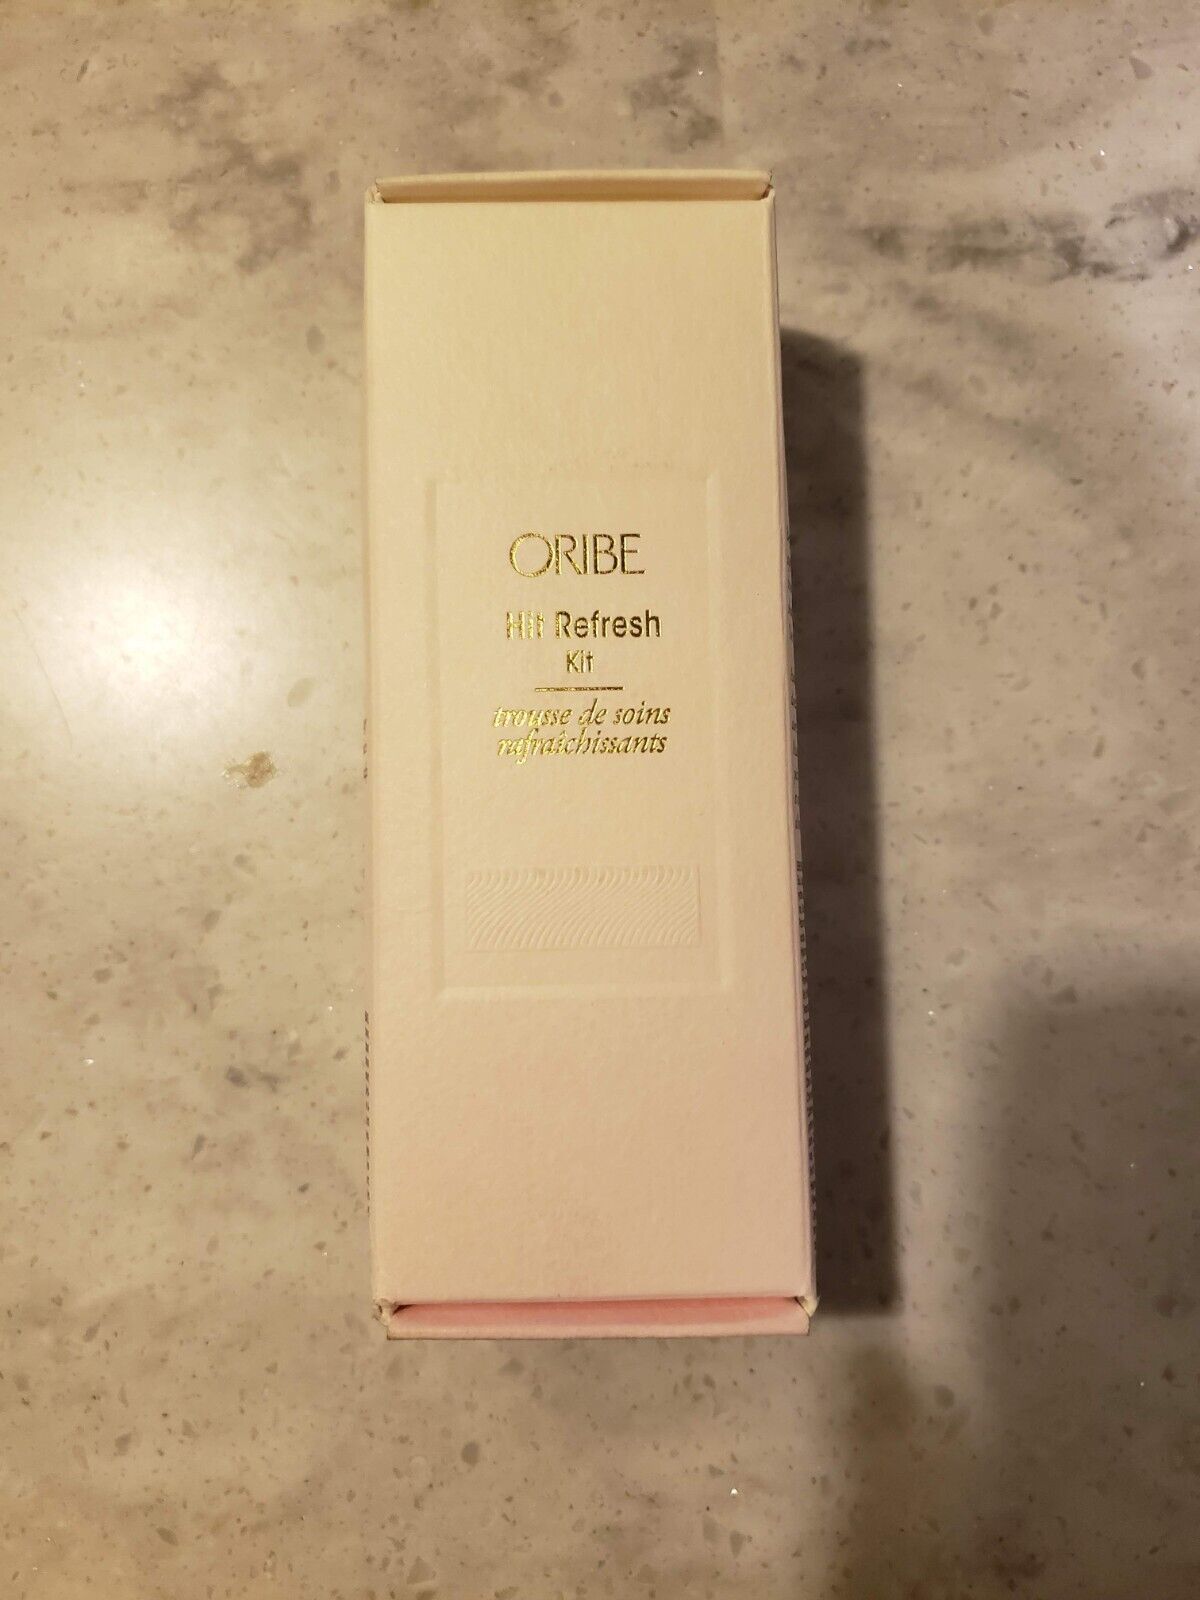 ORIBE
Hit Refresh
Kit
trousse de soins
rafraîchissants